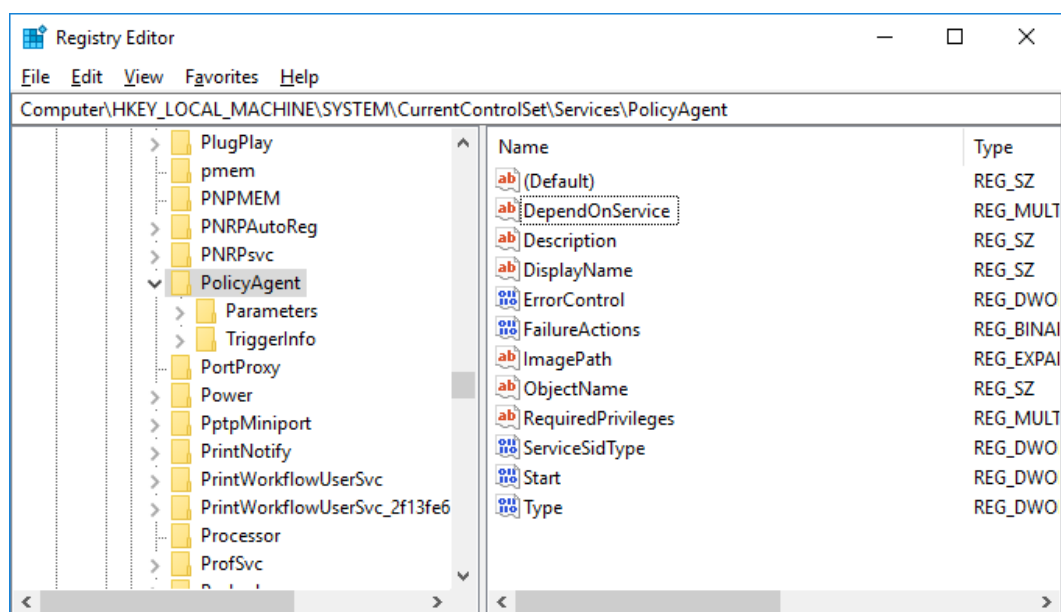 Registry Editor
File Edit View Favorites Help
Computer\HKEY_LOCAL_MACHINE\SYSTEM\CurrentControlSet\Services\PolicyAgent
PlugPlay
pmem
PNPMEM
PNRPAutoReg
PNRPsvc
PolicyAgent
Parameters
TriggerInfo
PortProxy
Power
PptpMiniport
PrintNotify
PrintWorkflowUserSvc
PrintWorkflowUserSvc_2f13fe6
Processor
ProfSvc
Name Type
(Default) REG_SZ
DependOnService REG_MULT
Description REG_SZ
DisplayName REG_SZ
ErrorControl REG_DWO
FailureActions REG_BINAI
ImagePath REG_EXPAI
ObjectName REG_SZ
RequiredPrivileges REG_MULT
ServiceSidType REG_DWO
Start REG_DWO
Type REG_DWO